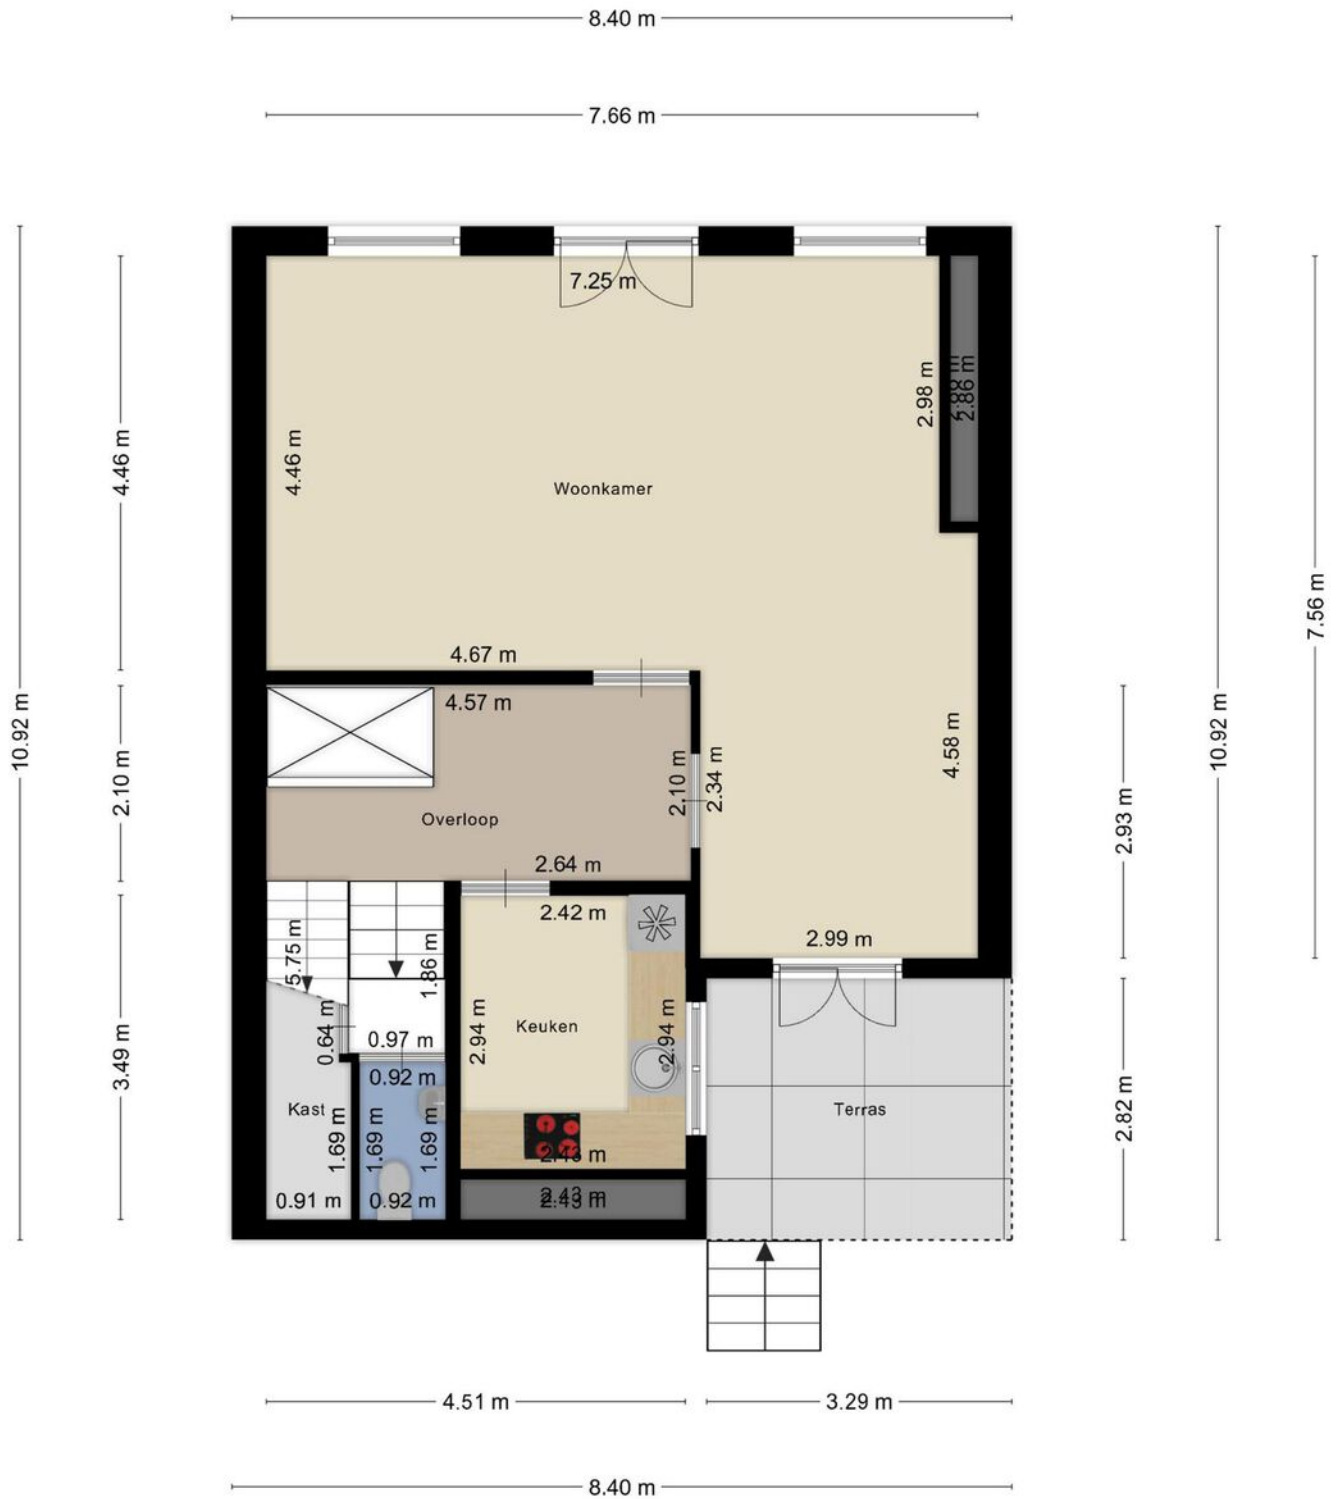 8.40 m
7.66 m
7.25 m
2.98 m
2.86 m
4.46 m
4.46 m
Woonkamer
7.56 m
4.67 m
4.57 m
10.92 m
10.92 m
2.10 m
2.10 m
2.34 m
4.58 m
2.93 m
Overloop
2.64 m
2.42 m
2.99 m
5.75 m
1.86 m
0.64 m
0.97 m
2.94 m
Keuken
2.94 m
3.49 m
0.92 m
Kast
Terras
2.82 m
1.69 m
1.69 m
1.69 m
0.91 m
0.92 m
2.43 m
4.51 m
3.29 m
8.40 m